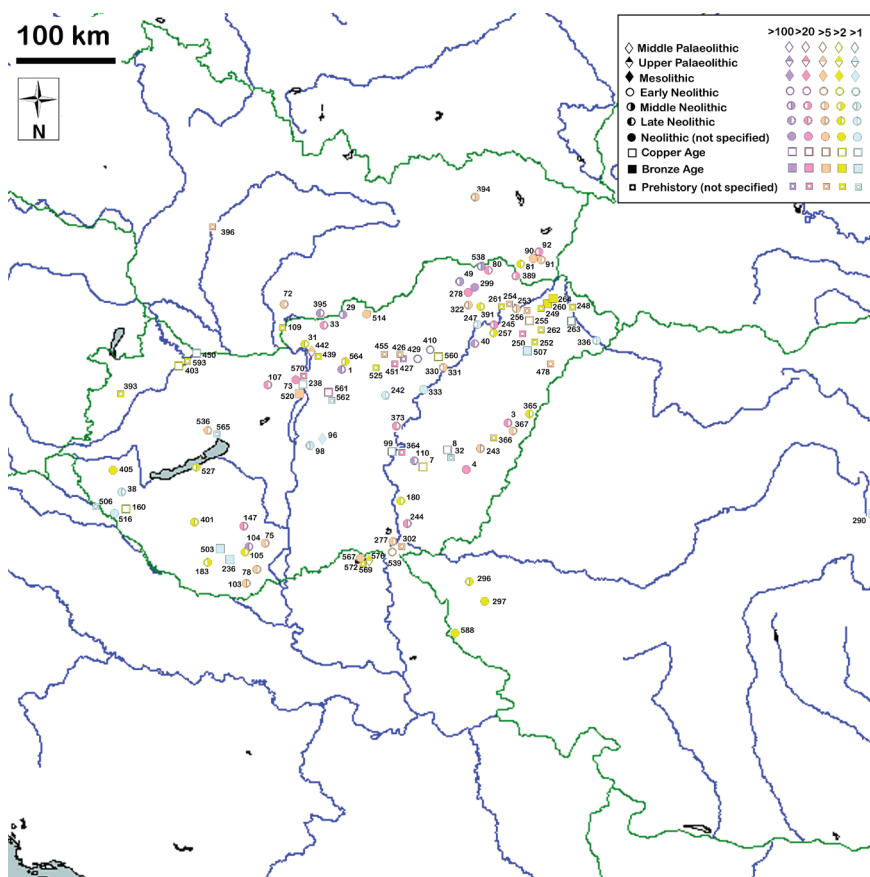 100 km
N
>100 >20 >5 >2 >1
Middle Palaeolithic
Upper Palaeolithic
Mesolithic
Early Neolithic
Middle Neolithic
Late Neolithic
Neolithic (not specified)
Copper Age
Bronze Age
Prehistory (not specified)
394
396
90 92
538
80 81 91
49 389
299
72 278
395 29 261 254 253 264
322 260 248
33 514 391 256 249
109 247 245 255 263
257 262
31 410 40 250 252 336
442 455 426 429 560 507
450 439 564
593 570 1 525 451 427 330 331 478
403
107 73 238
393 561 242 333
520 562
365
373 3
536 565 367
96 366
98 99 364 8
110 32 243
405 527 7 4
38
506 160 180
516 401 147 244 290
104 75 277 302
503 105 567 576
236 572 569 539
183 78
103 296
297
588